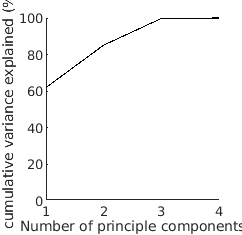 cumulative variance explained (%
100
80
60
40
20
0
1 2 3 4
Number of principle components